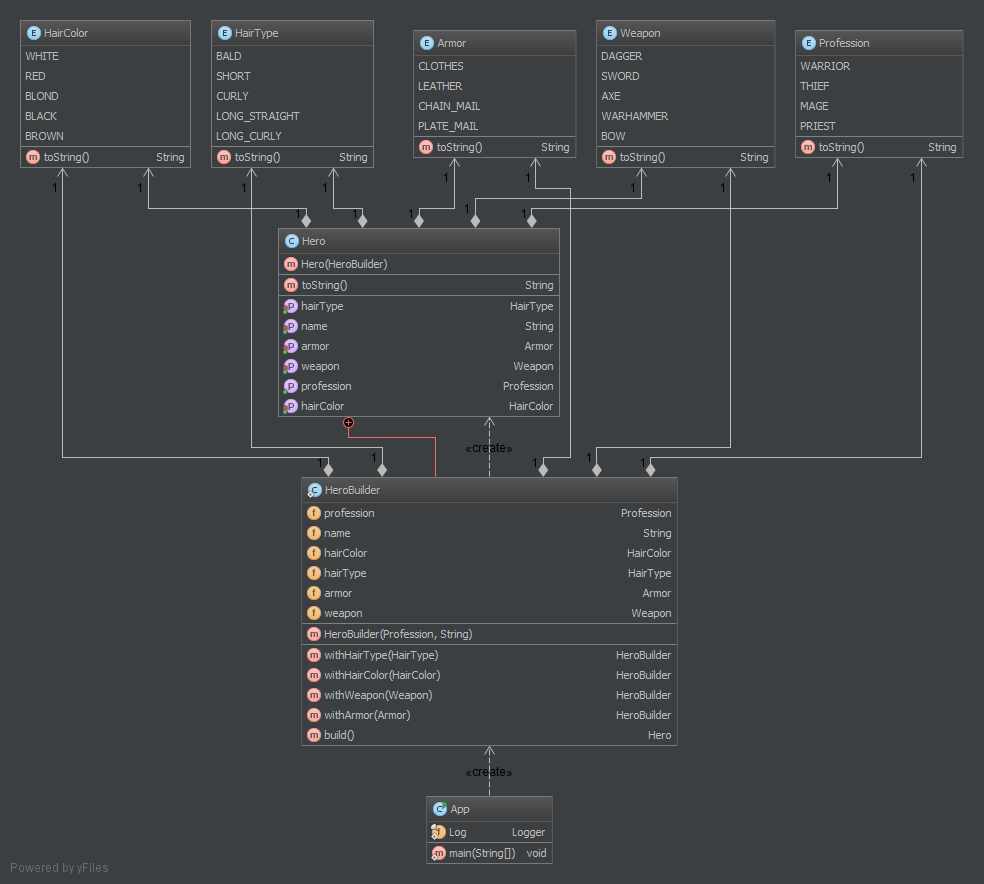 HairColor
WHITE
RED
BLOND
BLACK
BROWN
toString() String
HairType
BALD
SHORT
CURLY
LONG_STRAIGHT
LONG_CURLY
toString() String
Armor
CLOTHES
LEATHER
CHAIN_MAIL
PLATE_MAIL
toString() String
Weapon
DAGGER
SWORD
AXE
WARHAMMER
BOW
toString() String
Profession
WARRIOR
THIEF
MAGE
PRIEST
toString() String
1 1 1 1 1 1 1 1 1 1
1 1 1 1 1
Hero
Hero(HeroBuilder)
toString() String
hairType HairType
name String
armor Armor
weapon Weapon
profession Profession
hairColor HairColor
«create»
1 1 1 1 1
HeroBuilder
profession Profession
name String
hairColor HairColor
hairType HairType
armor Armor
weapon Weapon
HeroBuilder(Profession, String)
withHairType(HairType) HeroBuilder
withHairColor(HairColor) HeroBuilder
withWeapon(Weapon) HeroBuilder
withArmor(Armor) HeroBuilder
build() Hero
«create»
App
Log Logger
main(String[]) void
Powered by yFiles